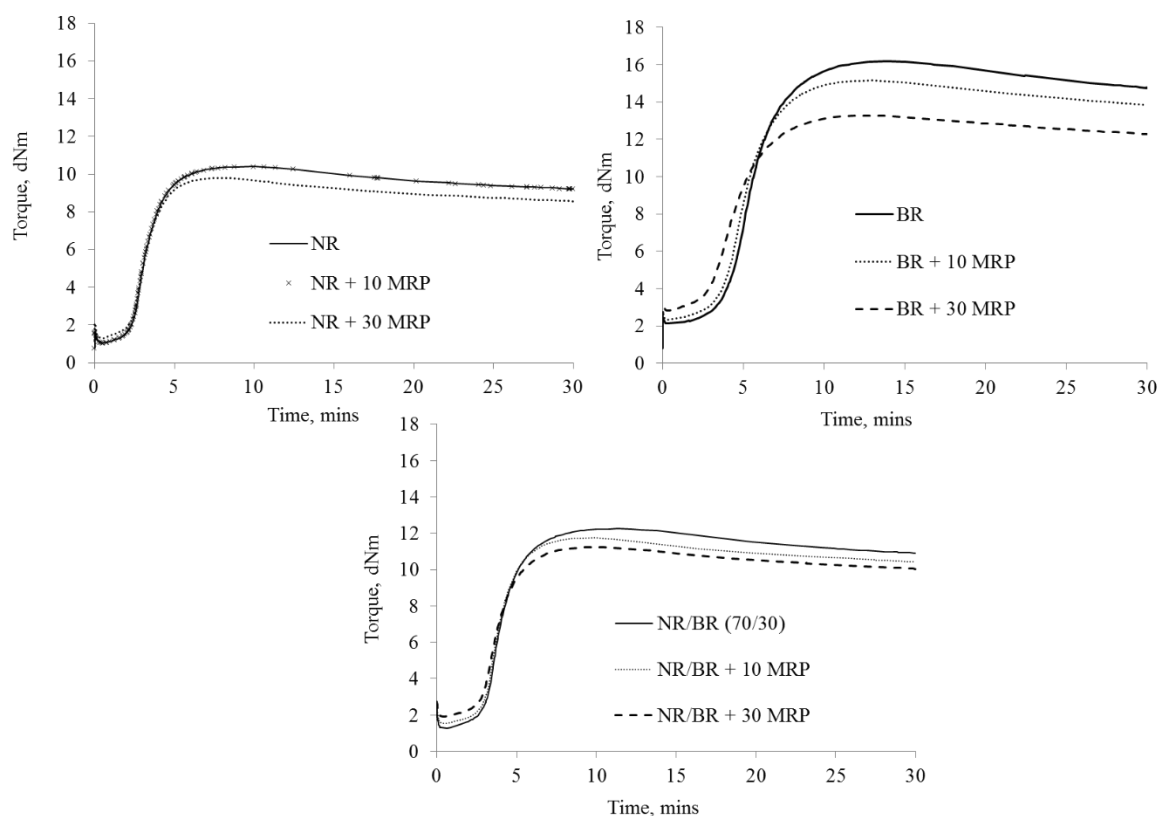 18
16
14
12
10
8
6
4
2
0
Torque, dNm
NR
NR + 10 MRP
NR + 30 MRP
0 5 10 15 20 25 30
Time, mins
18
16
14
12
10
8
6
4
2
0
Torque, dNm
BR
BR + 10 MRP
BR + 30 MRP
0 5 10 15 20 25 30
Time, mins
18
16
14
12
10
8
6
4
2
0
Torque, dNm
NR/BR (70/30)
NR/BR + 10 MRP
NR/BR + 30 MRP
0 5 10 15 20 25 30
Time, mins